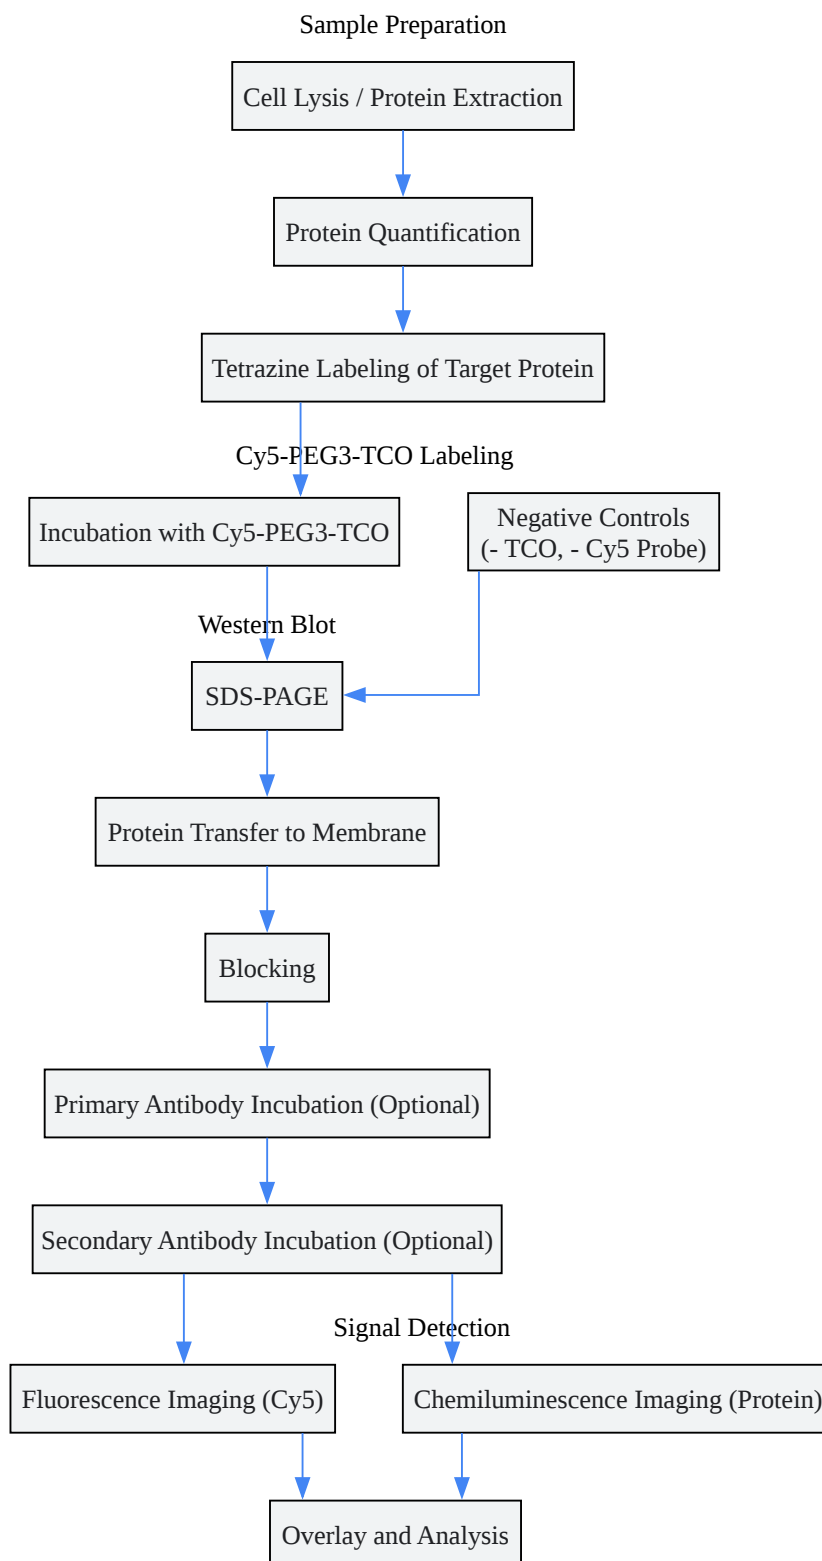 Sample Preparation
Cell Lysis / Protein Extraction
Protein Quantification
Tetrazine Labeling of Target Protein
Cy5-PEG3-TCO Labeling
Incubation with Cy5-PEG3-TCO
Negative Controls
(- TCO, - Cy5 Probe)
Western Blot
SDS-PAGE
Protein Transfer to Membrane
Blocking
Primary Antibody Incubation (Optional)
Secondary Antibody Incubation (Optional)
Signal Detection
Fluorescence Imaging (Cy5)
Chemiluminescence Imaging (Protein)
Overlay and Analysis